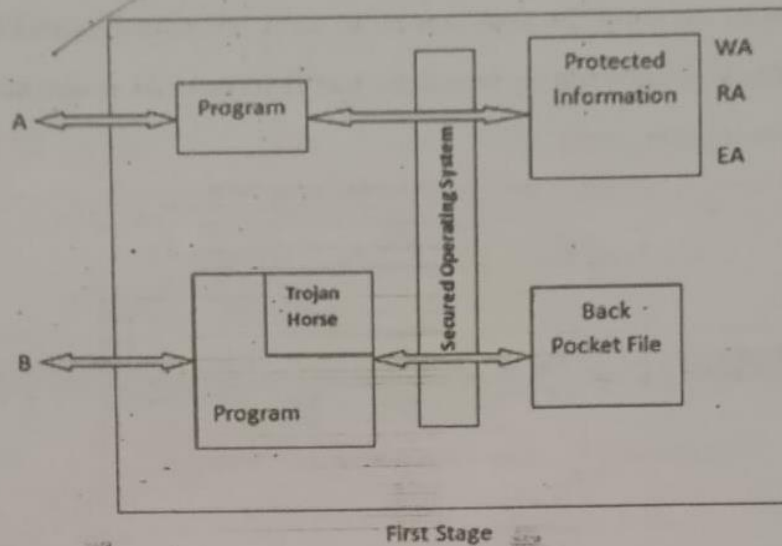 A
Program
Secured Operating System
Protected
Information
WA
RA
EA
B
Trojan
Horse
Program
Back
Pocket File
First Stage